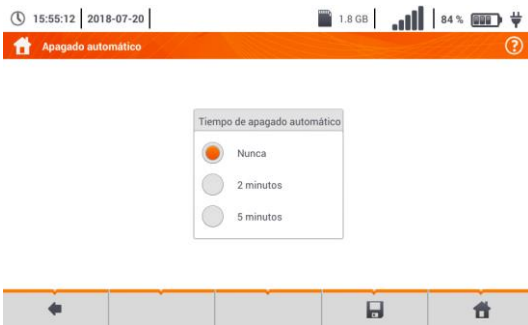 15:55:12 2018-07-20 1.8 GB 84 %
Apagado automático ?
Tiempo de apagado automático
Nunca
2 minutos
5 minutos